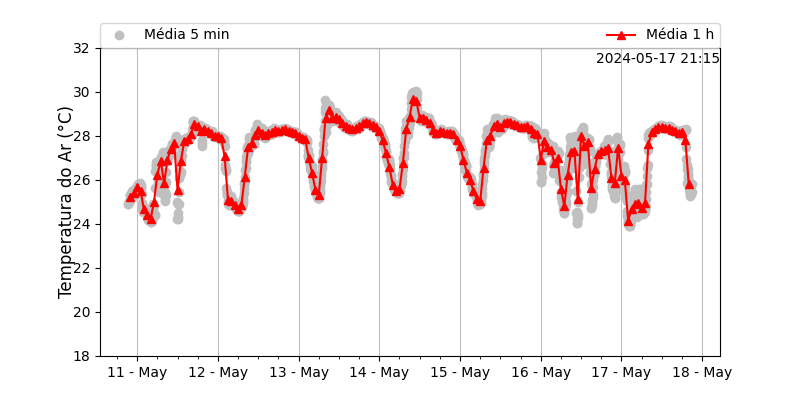 Média 5 min
Média 1 h
2024-05-17 21:15
Temperatura do Ar (°C)
32
30
28
26
24
22
20
18
11 - May
12 - May
13 - May
14 - May
15 - May
16 - May
17 - May
18 - May